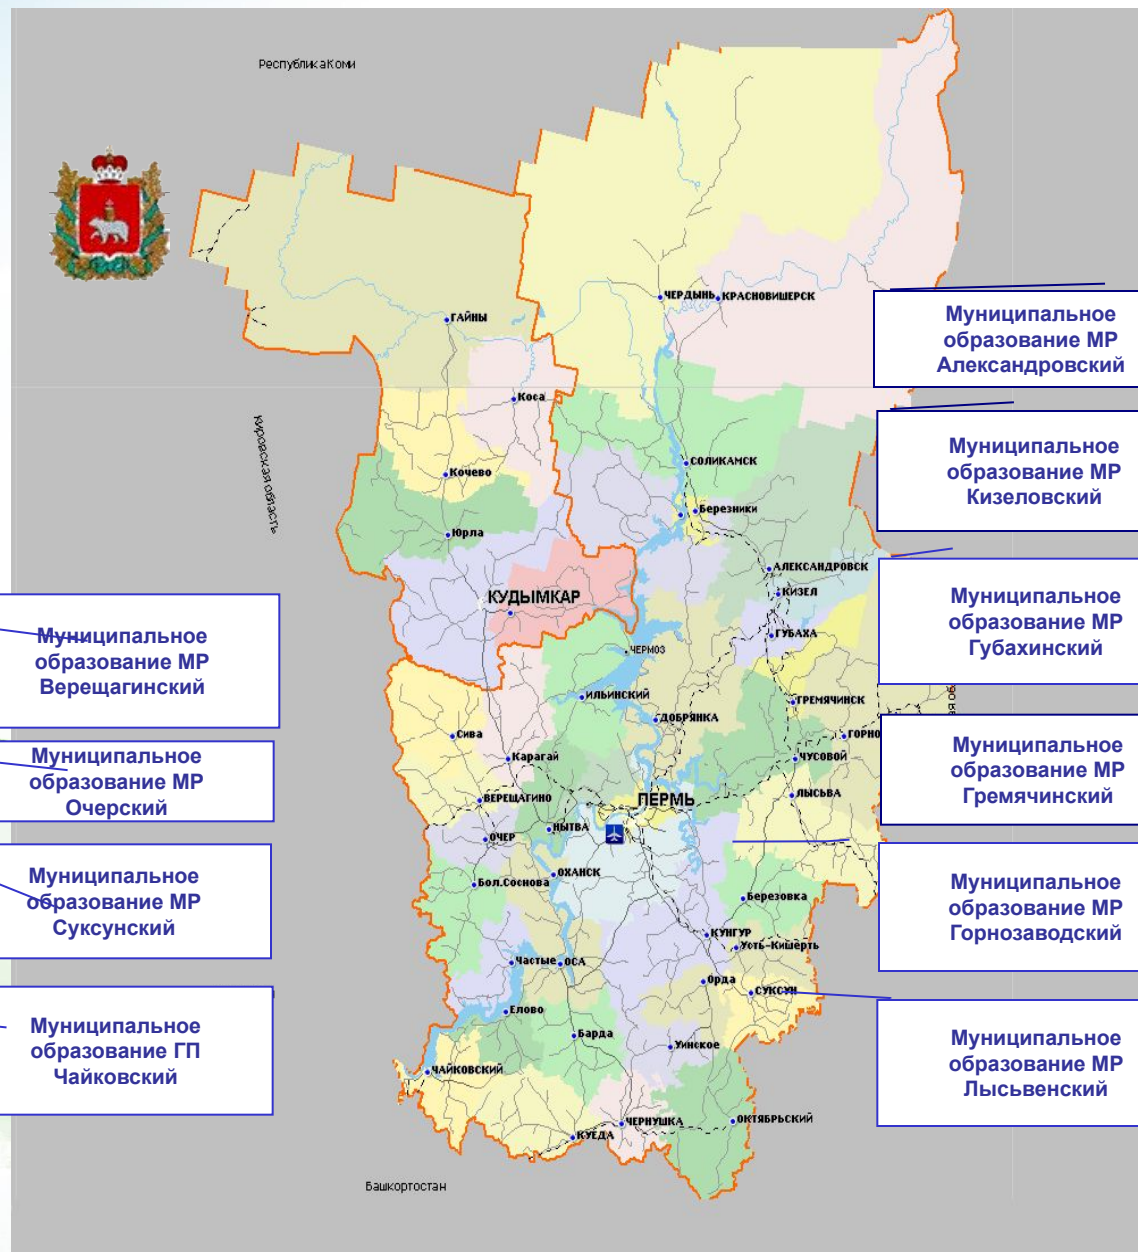 Республика Коми
ЧЕРДЫНЬ
КРАСНОВИШЕРСК
ГАЙНЫ
Муниципальное
образование МР
Александровский
Коса
Кировская область
Муниципальное
образование МР
Кизеловский
СОЛИКАМСК
Кочево
Березники
Юрла
АЛЕКСАНДРОВСК
КИЗЕЛ
КУДЫМКАР
Муниципальное
образование МР
Губахинский
ГУБАХА
Муниципальное
образование МР
Верещагинский
ЧЕРМОЗ
ИЛЬИНСКИЙ
ГРЕМЯЧИНСК
ДОБРЯНКА
Сива
ГОРНО
Карагай
ЧУСОВОЙ
Муниципальное
образование МР
Гремячинский
Муниципальное
образование МР
Очерский
ЛЫСЬВА
ВЕРЕЩАГИНО
ПЕРМЬ
НЫТВА
ОЧЕР
Муниципальное
образование МР
Суксунский
ОХАНСК
Бол.Соснова
Березовка
Муниципальное
образование МР
Горнозаводский
КУНГУР
Усть-Кишерть
Частые
ОСА
Орда
СУКСУН
Елово
Муниципальное
образование ГП
Чайковский
Барда
Уинское
Муниципальное
образование МР
Лысьвенский
ЧАЙКОВСКИЙ
ЧЕРНУШКА
ОКТЯБРЬСКИЙ
КУЕДА
Башкортостан